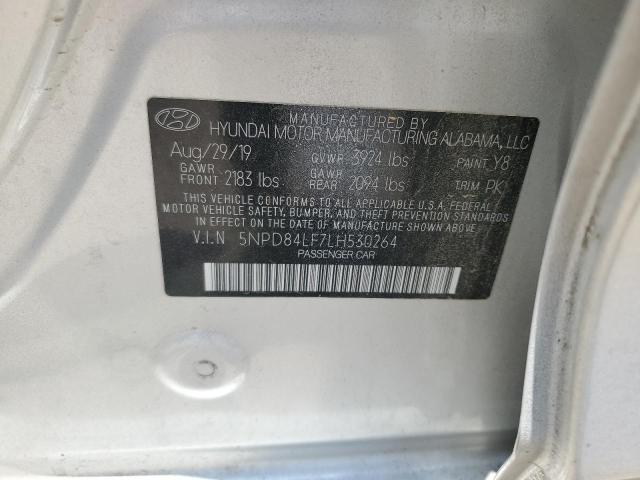 MANUFACTURED BY
HYUNDAI MOTOR MANUFACTURING ALABAMA, LLC
Aug/29/19 GVWR 3924 lbs PAINT Y8
GAWR FRONT 2183 lbs GAWR REAR 2094 lbs TRIM PK
THIS VEHICLE CONFORMS TO ALL APPLICABLE U.S.A. FEDERAL
MOTOR VEHICLE SAFETY, BUMPER, AND THEFT PREVENTION STANDARDS
IN EFFECT ON THE DATE OF MANUFACTURE SHOWN ABOVE.
V.I.N 5NPD84LF7LH530264
PASSENGER CAR